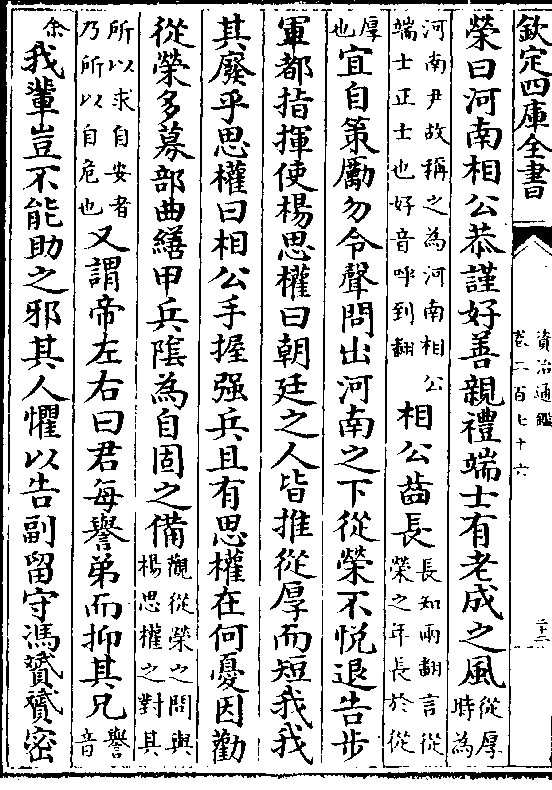 欽定四庫全書
資治通鑑
卷二百七十六
二十二
榮曰河南相公恭謹好善親禮端士有老成之風從厚時為
河南尹故稱之為河南相公
端士正士也好音呼到翻
相公齒長長知兩翻言從榮之年長於從
厚也
宜自策勵勿令聲問出河南之下從榮不悅退告步
軍都指揮使楊思權曰朝廷之人皆推從厚而短我我
其廢乎思權曰相公手握强兵且有思權在何憂因勸
從榮多募部曲繕甲兵隂為自固之備觀從榮之問與楊思權之對其
所以求自安者
乃所以自危也
又謂帝左右曰君每譽弟而抑其兄譽音
余
我輩豈不能助之邪其人懼以告副留守馮贇贇密